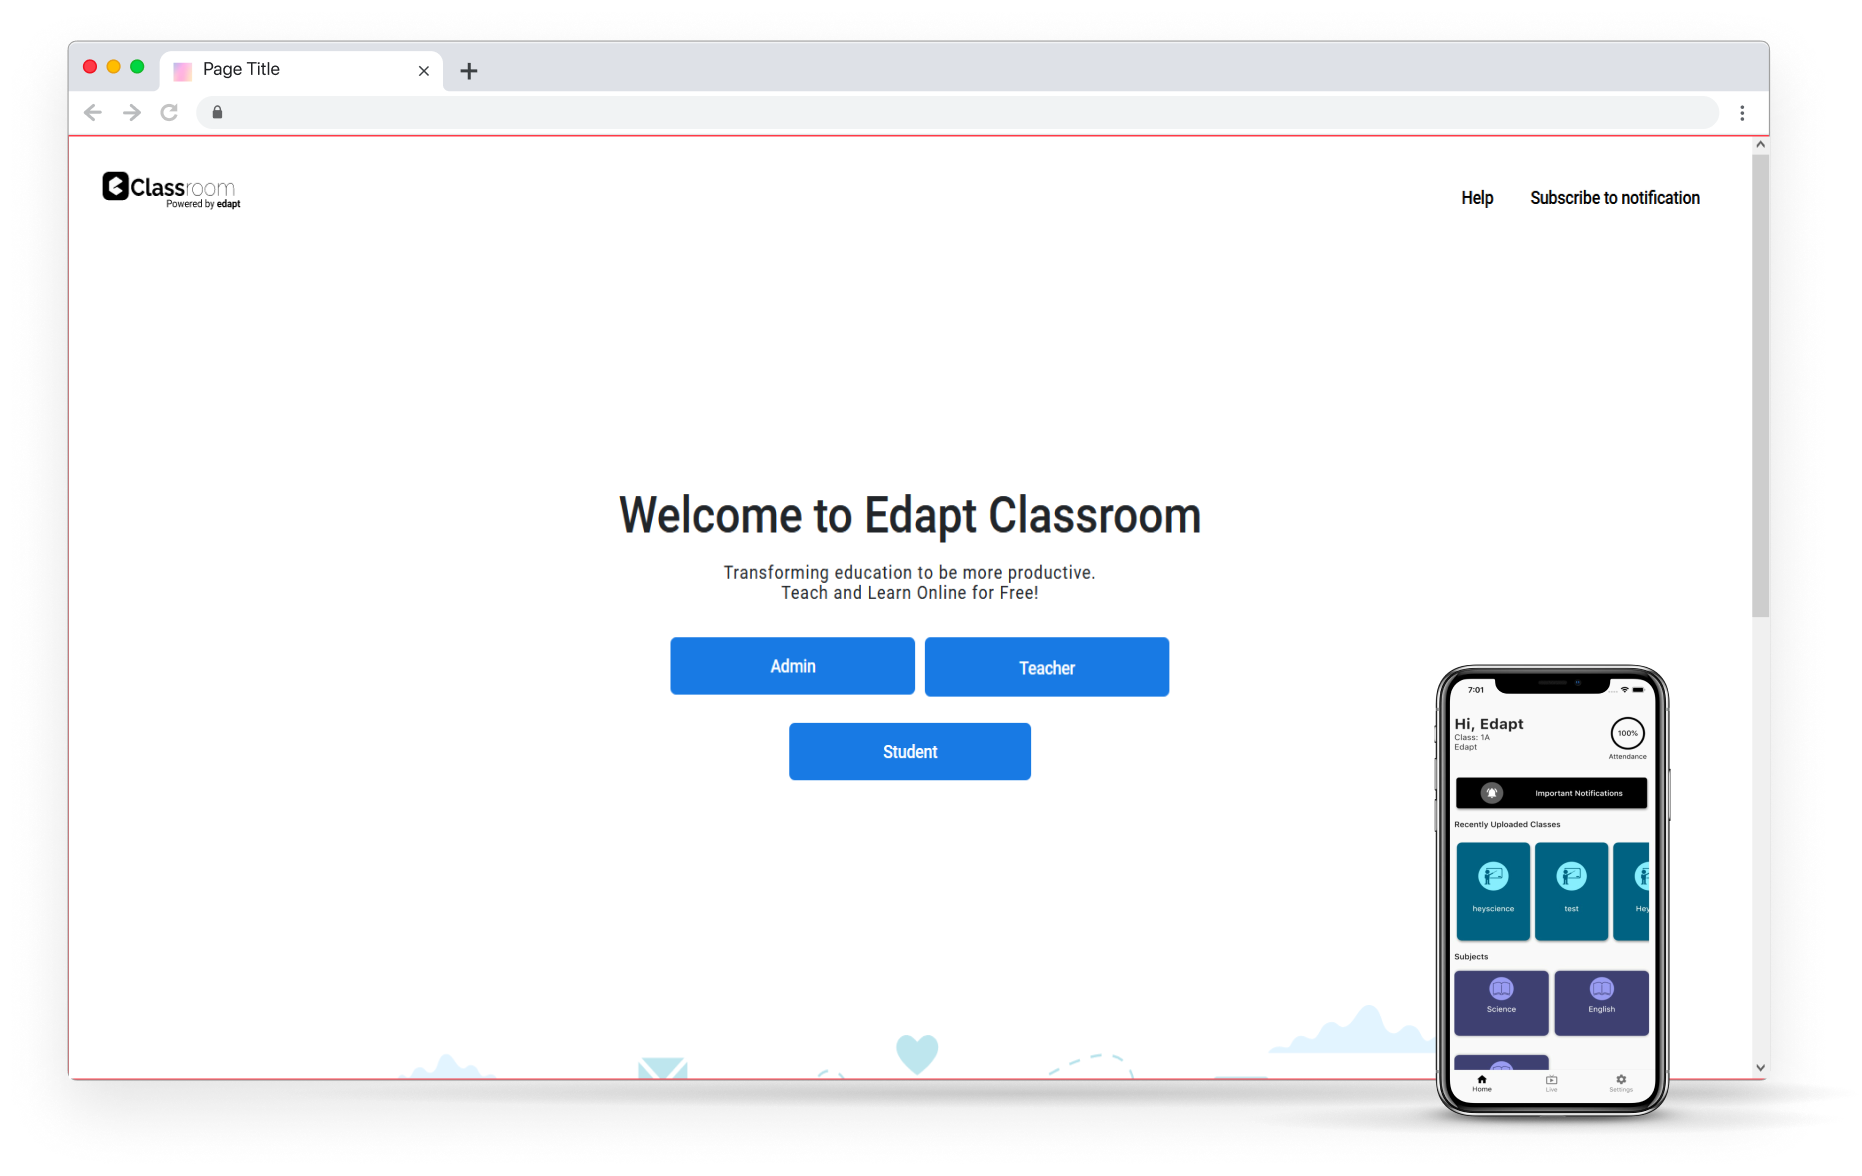 Page Title
Classroom
Powered by edapt
Help
Subscribe to notification
Welcome to Edapt Classroom
Transforming education to be more productive.
Teach and Learn Online for Free!
Admin
Teacher
Student
7:01
Hi, Edapt
Class: 1A
Edapt
100%
Attendance
Important Notifications
Recently Uploaded Classes
heyscience
test
Hey
Subjects
Science
English
Home
Live
Settings